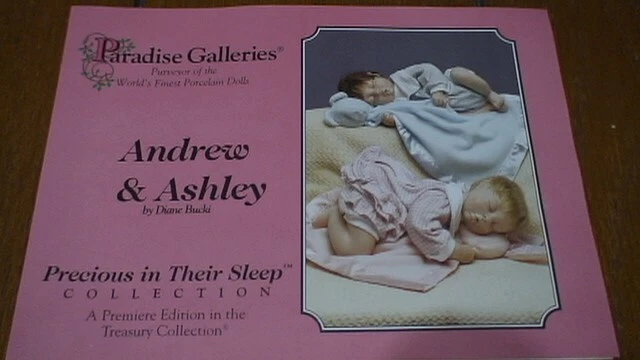 Paradise Galleries®
Purveyor of the
World's Finest Porcelain Dolls
Andrew
& Ashley
by Diane Bucki
Precious in Their Sleep™
COLLECTION
A Premiere Edition in the
Treasury Collection®